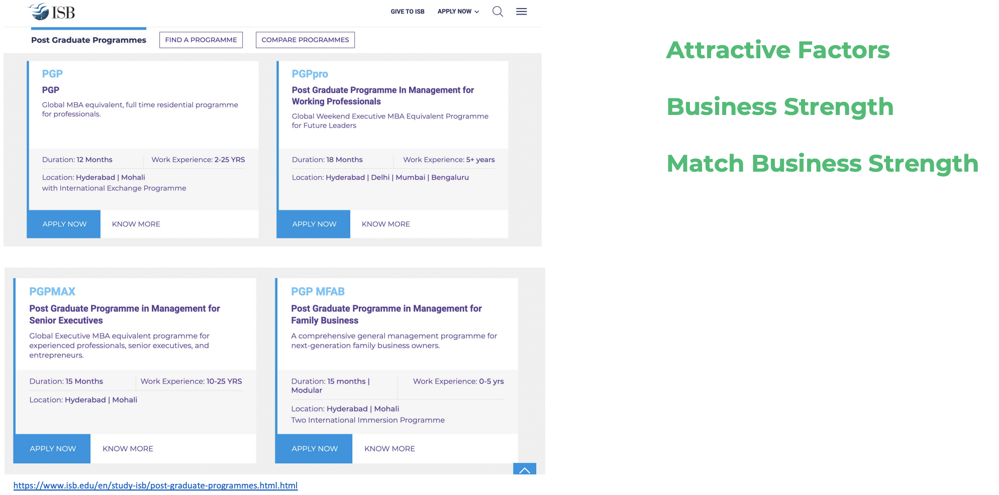 ISB
GIVE TO ISB
APPLY NOW
Post Graduate Programmes
FIND A PROGRAMME
COMPARE PROGRAMMES
PGP
PGP
Global MBA equivalent, full time residential programme
for professionals.
Duration: 12 Months
Work Experience: 2-25 YRS
Location: Hyderabad | Mohali
with International Exchange Programme
APPLY NOW
KNOW MORE
PGPpro
Post Graduate Programme In Management for
Working Professionals
Global Weekend Executive MBA Equivalent Programme
for Future Leaders
Duration: 18 Months
Work Experience: 5+ years
Location: Hyderabad | Delhi | Mumbai | Bengaluru
APPLY NOW
KNOW MORE
PGPMAX
Post Graduate Programme in Management for
Senior Executives
Global Executive MBA equivalent programme for
experienced professionals, senior executives, and
entrepreneurs.
Duration: 15 Months
Work Experience: 10-25 YRS
Location: Hyderabad | Mohali
APPLY NOW
KNOW MORE
PGP MFAB
Post Graduate Programme in Management for
Family Business
A comprehensive general management programme for
next-generation family business owners.
Duration: 15 months |
Modular
Work Experience: 0-5 yrs
Location: Hyderabad | Mohali
Two International Immersion Programme
APPLY NOW
KNOW MORE
https://www.isb.edu/en/study-isb/post-graduate-programmes.html.html
Attractive Factors
Business Strength
Match Business Strength